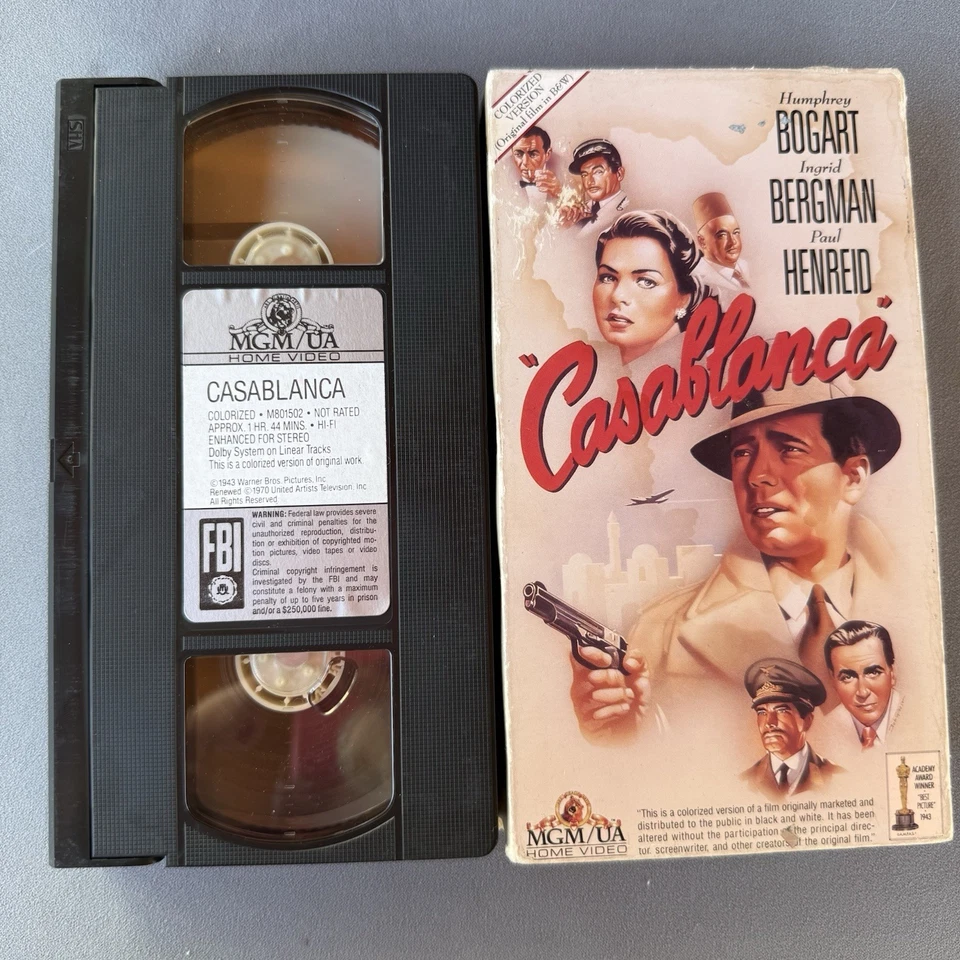 VHS
MGM/UA
HOME VIDEO
CASABLANCA
COLORIZED • M801502 • NOT RATED
APPROX. 1 HR. 44 MINS. • HI-FI
ENHANCED FOR STEREO
Dolby System on Linear Tracks
This is a colorized version of original work
© 1943 Warner Bros. Pictures, Inc.
Renewed © 1970 United Artists Television, Inc.
All Rights Reserved
FBI
WARNING: Federal law provides severe
civil and criminal penalties for the
unauthorized reproduction, distribu-
tion or exhibition of copyrighted mo-
tion pictures, video tapes or video
discs.
Criminal copyright infringement is
investigated by the FBI and may
constitute a felony with a maximum
penalty of up to five years in prison
and/or a $250,000 fine.
COLORIZED
VERSION
(Original film in B&W)
Humphrey
BOGART
Ingrid
BERGMAN
Paul
HENREID
"Casablanca"
ACADEMY
AWARD
WINNER
"BEST
PICTURE"
1943
MGM/UA
HOME VIDEO
"This is a colorized version of a film originally marketed and
distributed to the public in black and white. It has been
altered without the participation of the principal direc-
tor, screenwriter, and other creators of the original film."